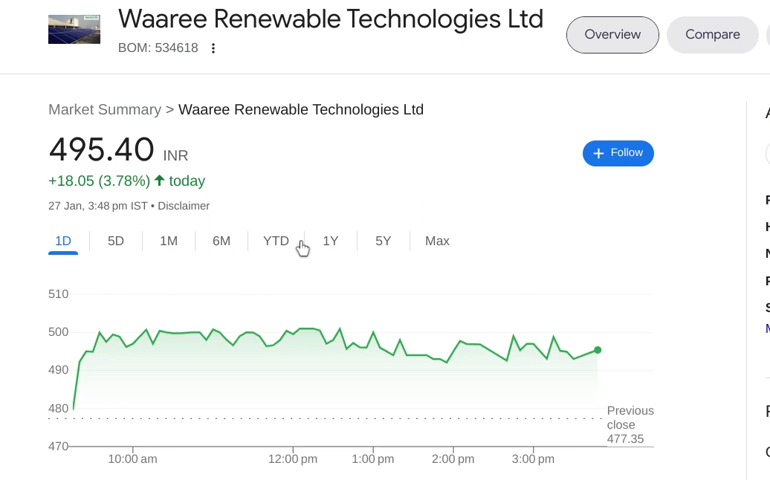 Waaree Renewable Technologies Ltd
BOM: 534618
Overview
Compare
Market Summary > Waaree Renewable Technologies Ltd
495.40 INR
+18.05 (3.78%) ↑ today
27 Jan, 3:48 pm IST • Disclaimer
+ Follow
1D 5D 1M 6M YTD 1Y 5Y Max
510
500
490
480
470
Previous
close
477.35
10:00 am 12:00 pm 1:00 pm 2:00 pm 3:00 pm